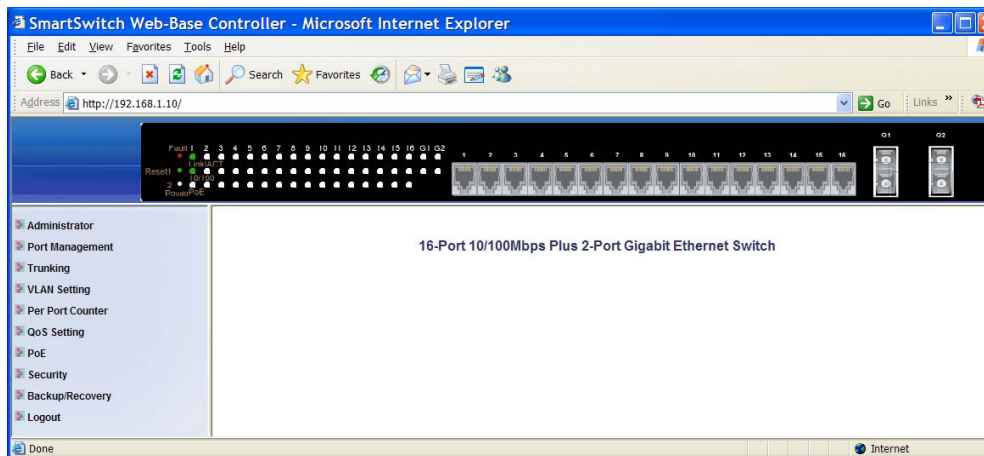 SmartSwitch Web-Base Controller - Microsoft Internet Explorer
File Edit View Favorites Tools Help
Back Search Favorites
Address http://192.168.1.10/ Go Links »
G1 G2
Fault 1 2 3 4 5 6 7 8 9 10 11 12 13 14 15 16 G1 G2
1 2 3 4 5 6 7 8 9 10 11 12 13 14 15 16
Link/ACT
Reset 1
10/100
2
Power PoE
Administrator
Port Management
Trunking
VLAN Setting
Per Port Counter
QoS Setting
PoE
Security
Backup/Recovery
Logout
16-Port 10/100Mbps Plus 2-Port Gigabit Ethernet Switch
Done Internet